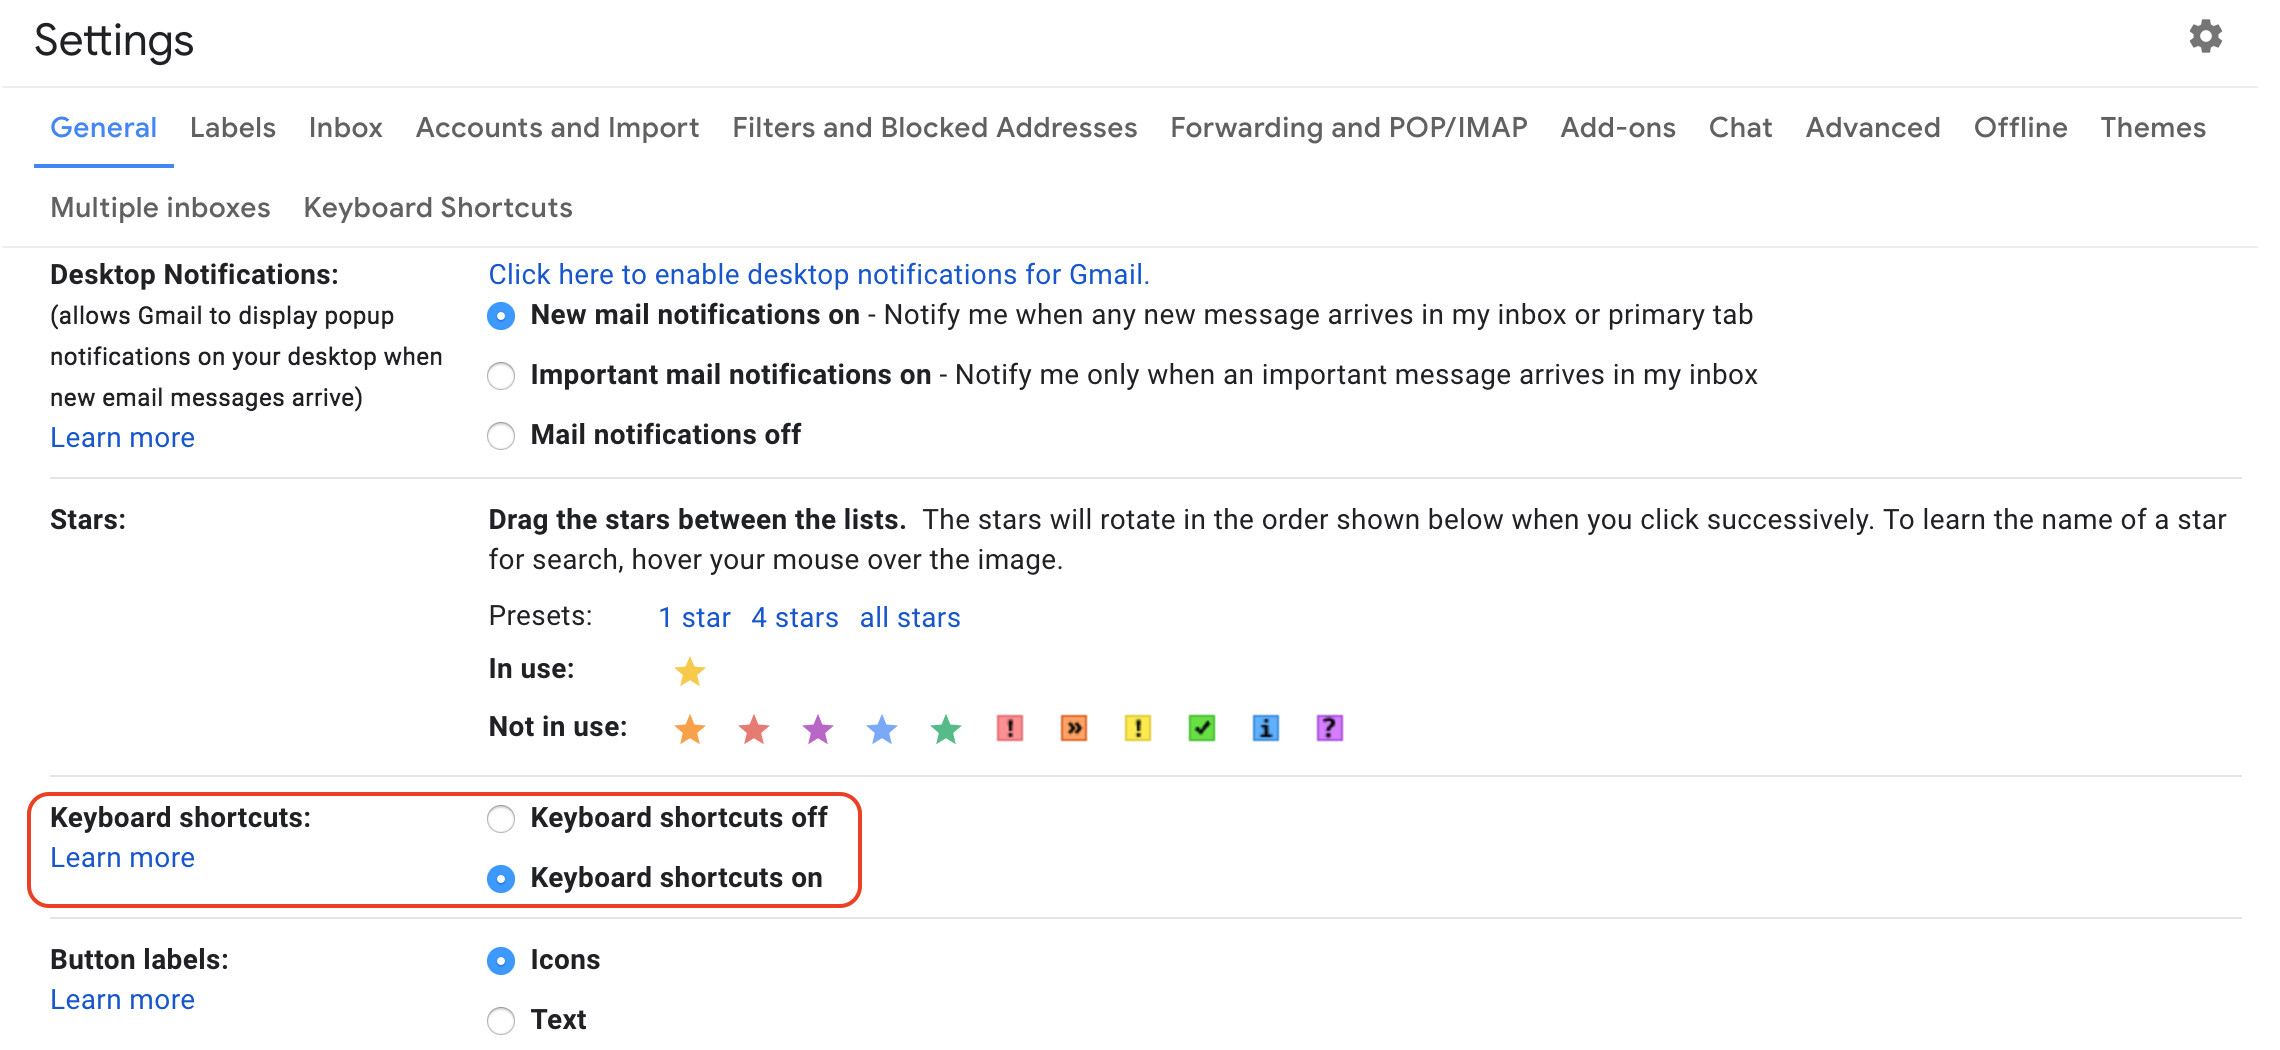 Settings
General Labels Inbox Accounts and Import Filters and Blocked Addresses Forwarding and POP/IMAP Add-ons Chat Advanced Offline Themes
Multiple inboxes Keyboard Shortcuts
Desktop Notifications:
(allows Gmail to display popup
notifications on your desktop when
new email messages arrive)
Learn more
Click here to enable desktop notifications for Gmail.
New mail notifications on - Notify me when any new message arrives in my inbox or primary tab
Important mail notifications on - Notify me only when an important message arrives in my inbox
Mail notifications off
Stars:
Drag the stars between the lists. The stars will rotate in the order shown below when you click successively. To learn the name of a star
for search, hover your mouse over the image.
Presets: 1 star 4 stars all stars
In use:
Not in use: ! » ! ✓ i ?
Keyboard shortcuts:
Learn more
Keyboard shortcuts off
Keyboard shortcuts on
Button labels:
Learn more
Icons
Text